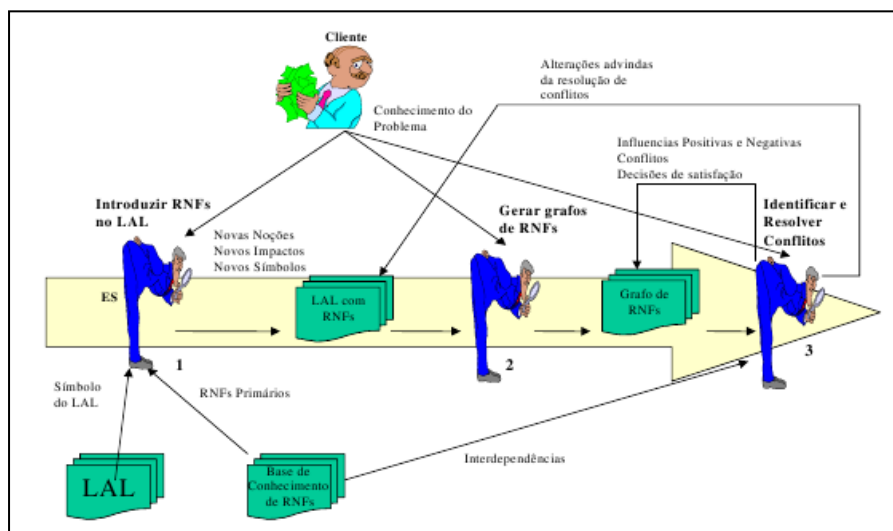 Cliente
Alterações advindas
da resolução de
conflitos
Conhecimento do
Problema
Influencias Positivas e Negativas
Conflitos
Decisões de satisfação
Introduzir RNFs
no LAL
Novas Noções
Novos Impactos
Novos Símbolos
Gerar grafos
de RNFs
Identificar e
Resolver
Conflitos
ES
LAL com
RNFs
Grafo de
RNFs
1
2
3
Símbolo
do LAL
RNFs Primários
LAL
Base de
Conhecimento
de RNFs
Interdependências